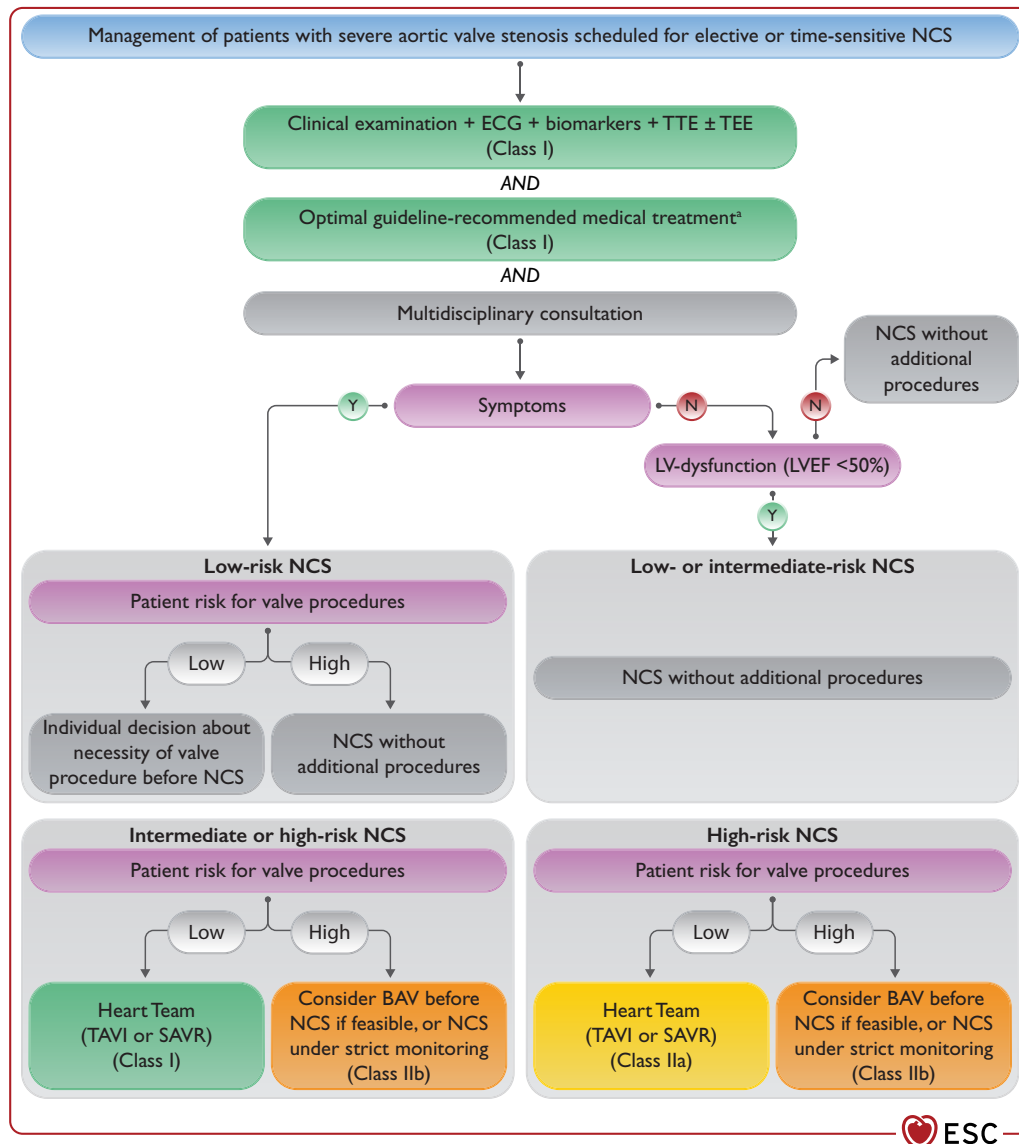 Management of patients with severe aortic valve stenosis scheduled for elective or time-sensitive NCS
Clinical examination + ECG + biomarkers + TTE ± TEE
(Class I)
AND
Optimal guideline-recommended medical treatmentᵃ
(Class I)
AND
Multidisciplinary consultation
NCS without
additional
procedures
Y
Symptoms
N
N
LV-dysfunction (LVEF <50%)
Y
Low-risk NCS
Patient risk for valve procedures
Low
High
Individual decision about
necessity of valve
procedure before NCS
NCS without
additional procedures
Low- or intermediate-risk NCS
NCS without additional procedures
Intermediate or high-risk NCS
Patient risk for valve procedures
Low
High
Heart Team
(TAVI or SAVR)
(Class I)
Consider BAV before
NCS if feasible, or NCS
under strict monitoring
(Class IIb)
High-risk NCS
Patient risk for valve procedures
Low
High
Heart Team
(TAVI or SAVR)
(Class IIa)
Consider BAV before
NCS if feasible, or NCS
under strict monitoring
(Class IIb)
ESC